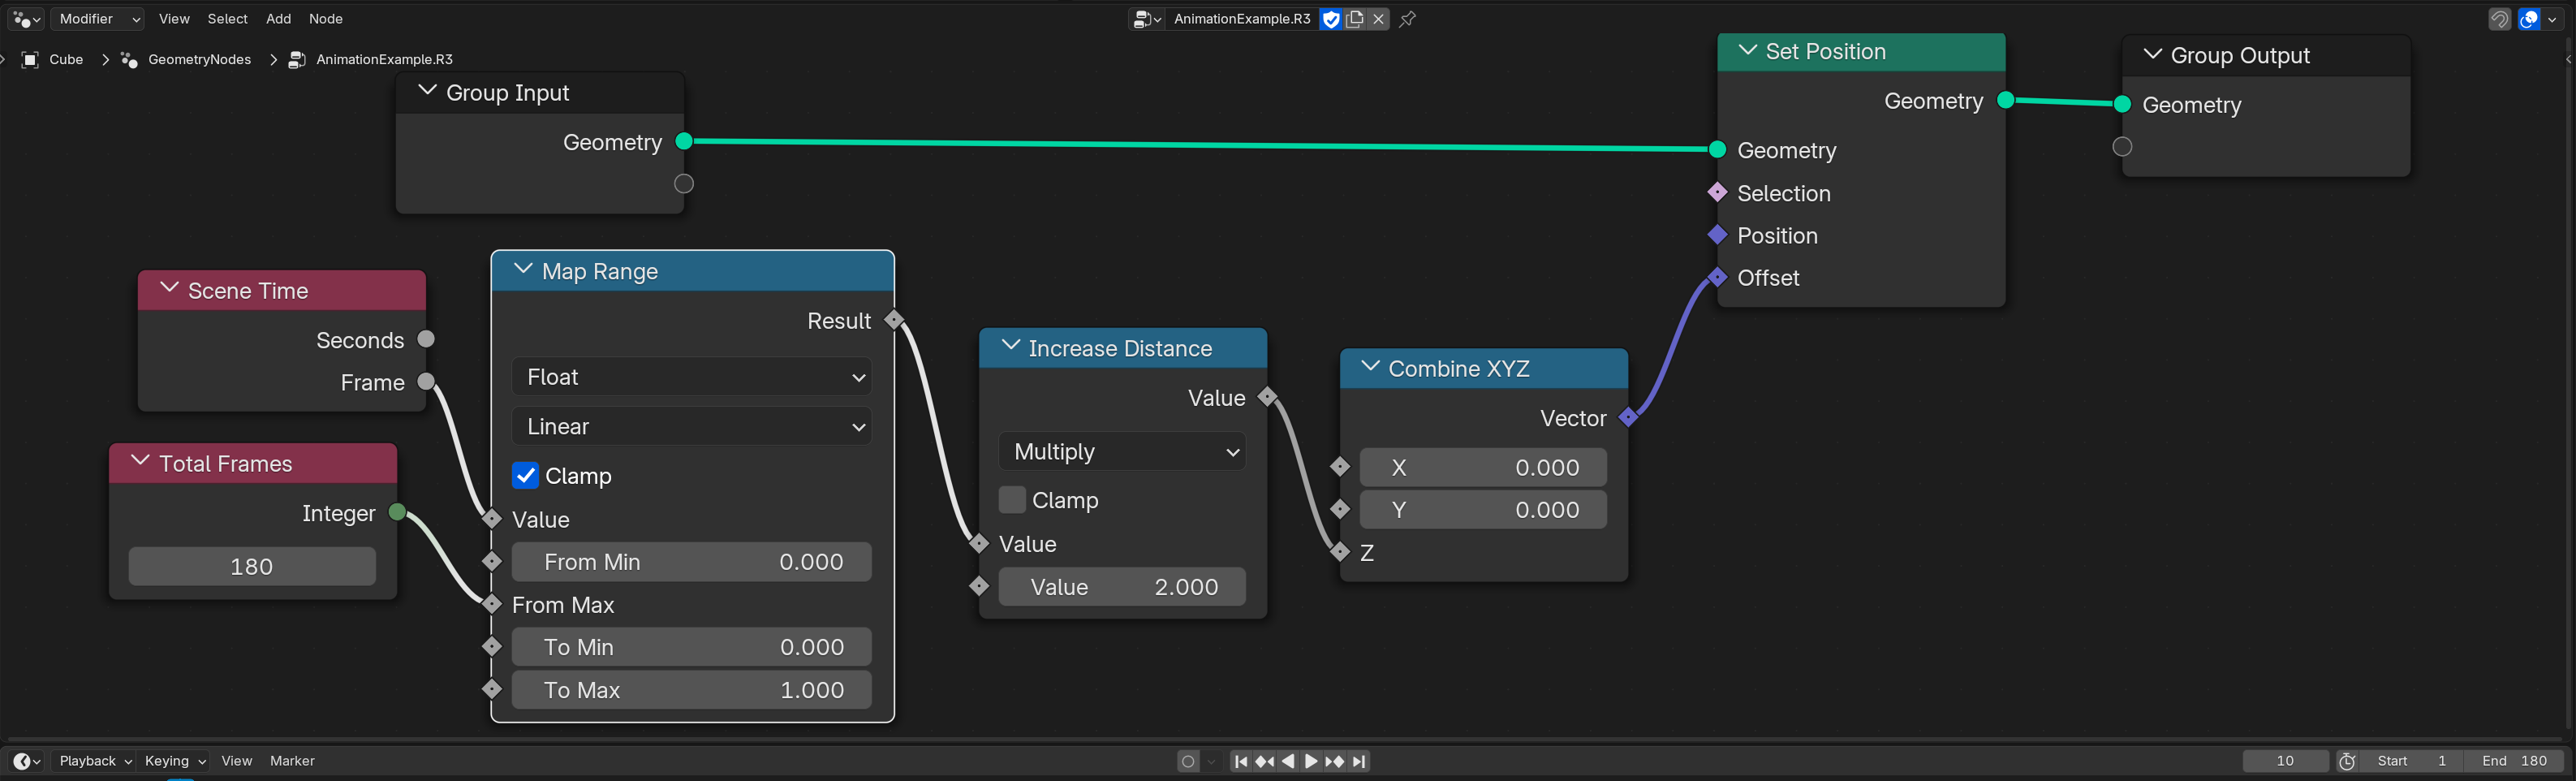 Modifier View Select Add Node AnimationExample.R3
Cube GeometryNodes AnimationExample.R3
Group Input
Geometry
Set Position
Geometry
Geometry
Selection
Position
Offset
Group Output
Geometry
Scene Time
Seconds
Frame
Total Frames
Integer
180
Map Range
Result
Float
Linear
Clamp
Value
From Min 0.000
From Max
To Min 0.000
To Max 1.000
Increase Distance
Value
Multiply
Clamp
Value
Value 2.000
Combine XYZ
Vector
X 0.000
Y 0.000
Z
Playback Keying View Marker 10 Start 1 End 180